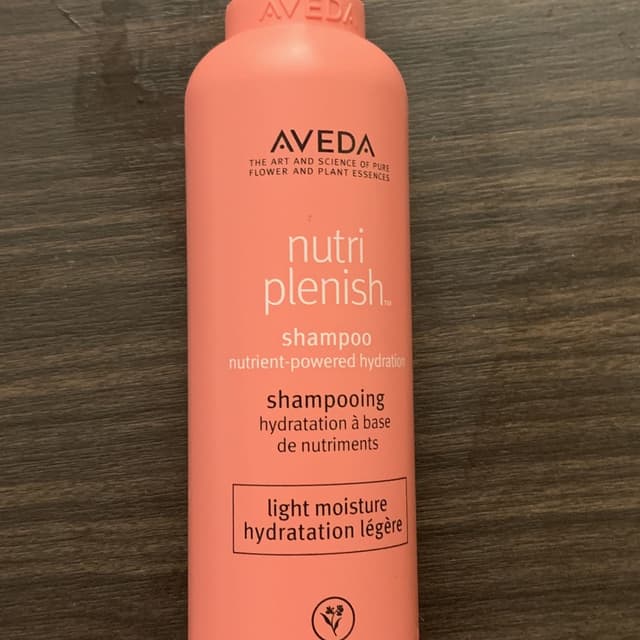 AVEDA
AVEDA
THE ART AND SCIENCE OF PURE
FLOWER AND PLANT ESSENCES
nutri
plenish™
shampoo
nutrient-powered hydration
shampooing
hydratation à base
de nutriments
light moisture
hydratation légère